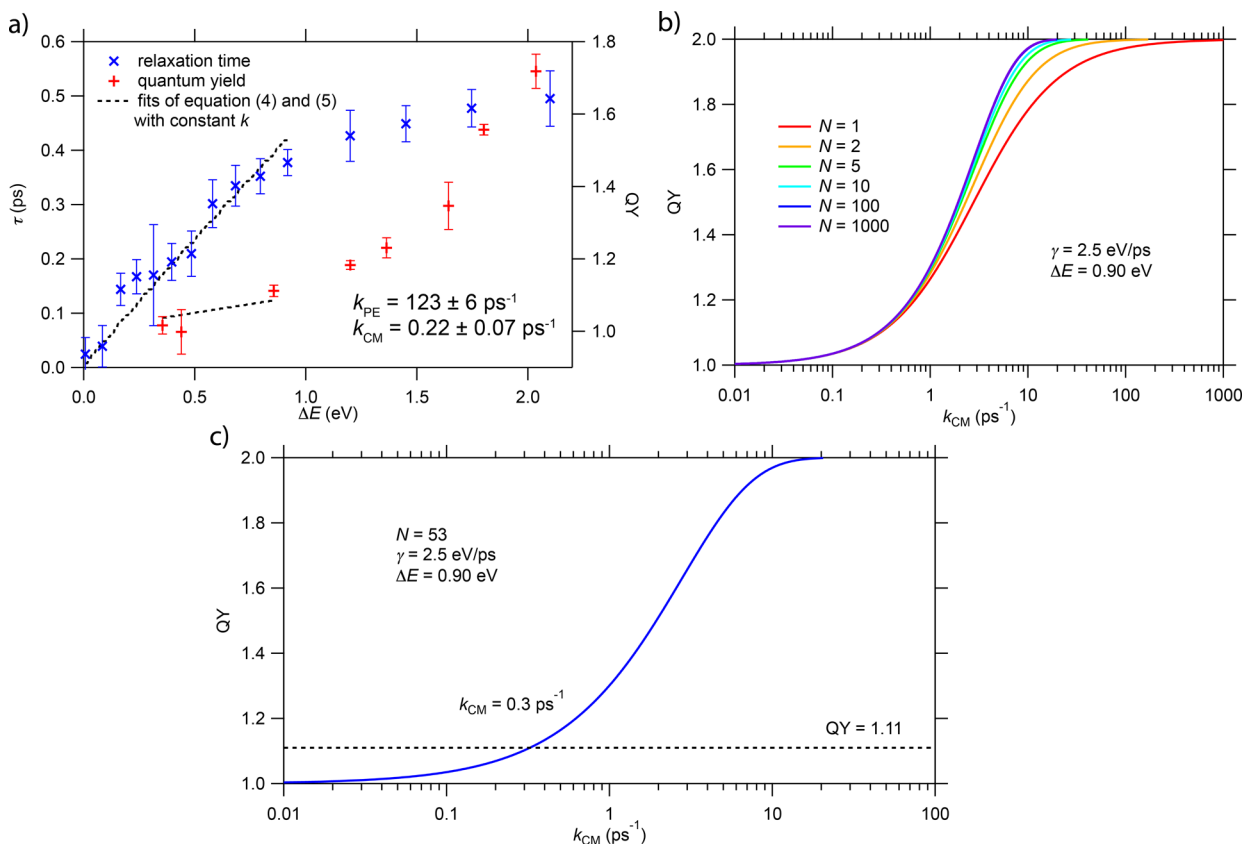 a)
0.6
0.5
0.4
0.3
0.2
0.1
0.0
τ (ps)
0.0
0.5
1.0
1.5
2.0
ΔE (eV)
1.8
1.6
1.4
1.2
1.0
QY
relaxation time
quantum yield
fits of equation (4) and (5)
with constant k
kPE = 123 ± 6 ps-1
kCM = 0.22 ± 0.07 ps-1
b)
2.0
1.8
1.6
1.4
1.2
1.0
QY
0.01
0.1
1
10
100
1000
kCM (ps-1)
N = 1
N = 2
N = 5
N = 10
N = 100
N = 1000
γ = 2.5 eV/ps
ΔE = 0.90 eV
c)
2.0
1.8
1.6
1.4
1.2
1.0
QY
0.01
0.1
1
10
100
kCM (ps-1)
N = 53
γ = 2.5 eV/ps
ΔE = 0.90 eV
kCM = 0.3 ps-1
QY = 1.11